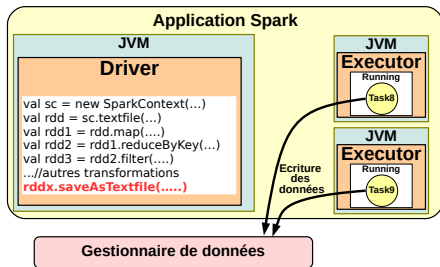 Application Spark
JVM
Driver
val sc = new SparkContext(...)
val rdd = sc.textfile(...)
val rdd1 = rdd.map(....)
val rdd2 = rdd1.reduceByKey(...)
val rdd3 = rdd2.filter(....)
...//autres transformations
rddx.saveAsTextfile(.....)
JVM
Executor
Running
Task8
JVM
Executor
Running
Task9
Ecriture
des
données
Gestionnaire de données